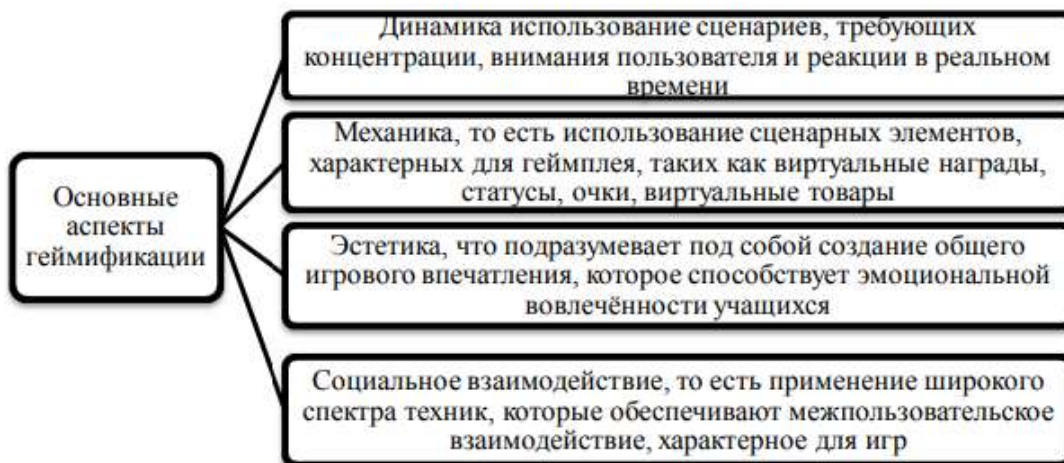 Основные
аспекты
геймификации
Динамика использование сценариев, требующих
концентрации, внимания пользователя и реакции в реальном
времени
Механика, то есть использование сценарных элементов,
характерных для геймплея, таких как виртуальные награды,
статусы, очки, виртуальные товары
Эстетика, что подразумевает под собой создание общего
игрового впечатления, которое способствует эмоциональной
вовлечённости учащихся
Социальное взаимодействие, то есть применение широкого
спектра техник, которые обеспечивают межпользовательское
взаимодействие, характерное для игр